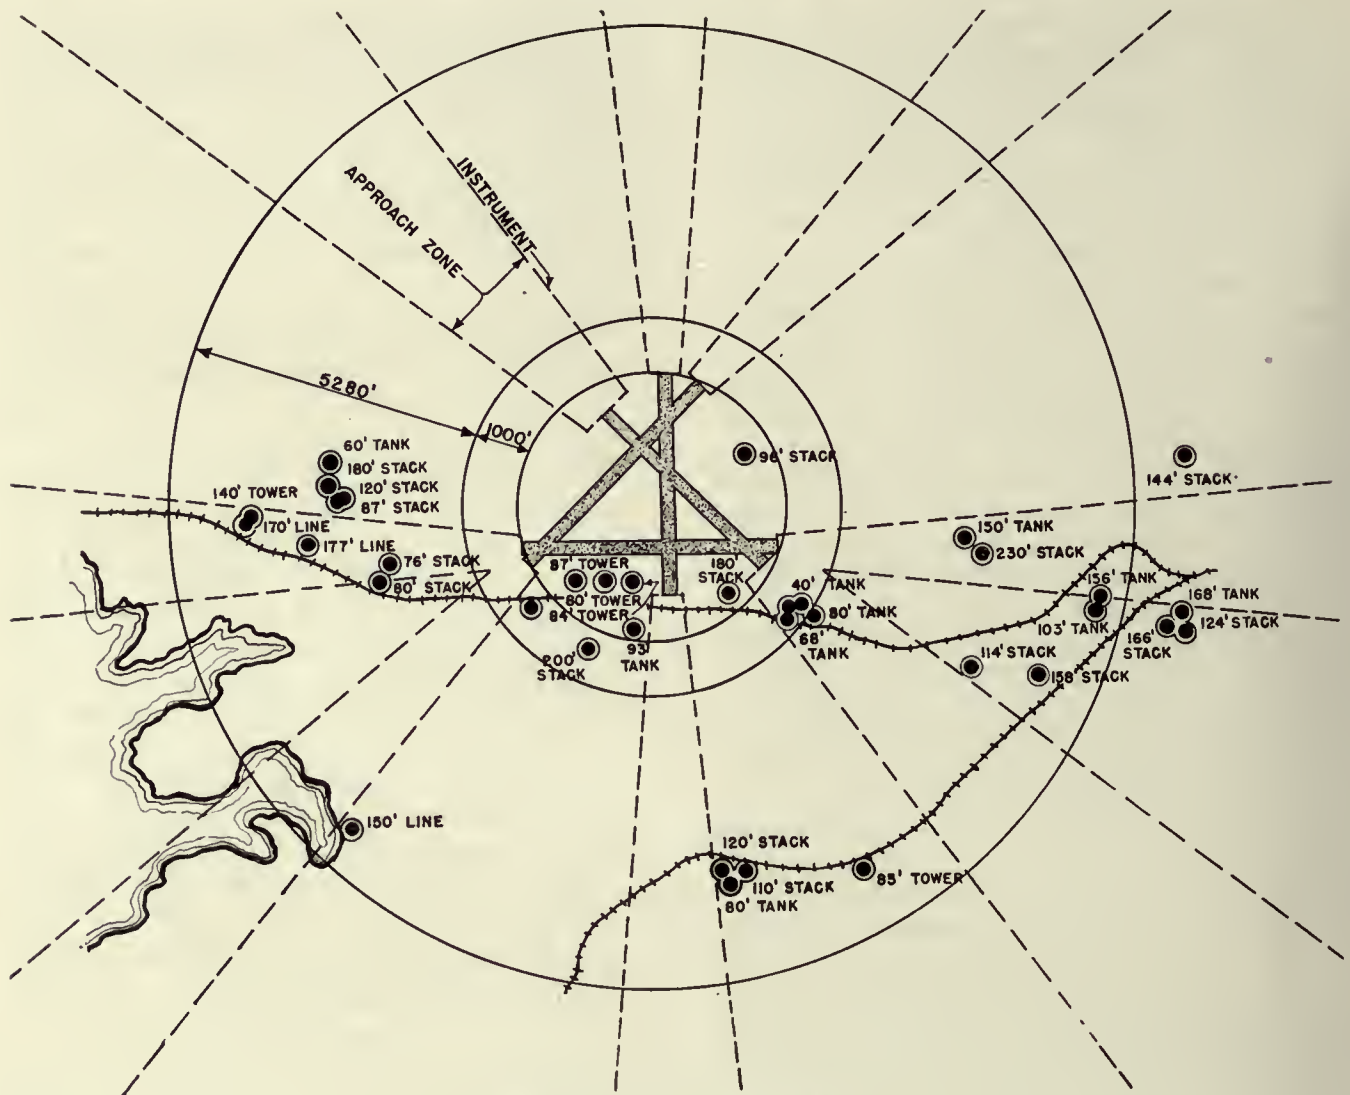 INSTRUMENT
APPROACH ZONE
5280'
1000'
60' TANK
180' STACK
120' STACK
87' STACK
140' TOWER
170' LINE
177' LINE
76' STACK
80' STACK
96' STACK
144' STACK
150' TANK
230' STACK
87' TOWER
80' TOWER
84' TOWER
180'
STACK
40' TANK
80' TANK
68'
TANK
93'
TANK
200'
STACK
156' TANK
103' TANK
168' TANK
124' STACK
166'
STACK
114' STACK
158' STACK
150' LINE
120' STACK
110' STACK
80' TANK
85' TOWER